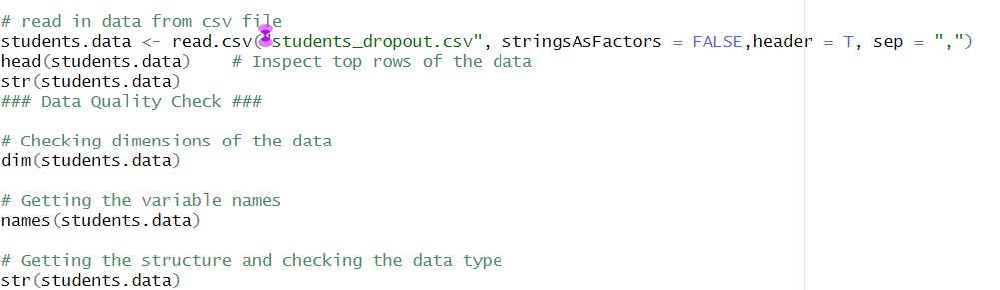 # read in data from csv file
students.data <- read.csv("students_dropout.csv", stringsAsFactors = FALSE,header = T, sep = ",")
head(students.data)    # Inspect top rows of the data
str(students.data)
### Data Quality Check ###
# Checking dimensions of the data
dim(students.data)
# Getting the variable names
names(students.data)
# Getting the structure and checking the data type
str(students.data)